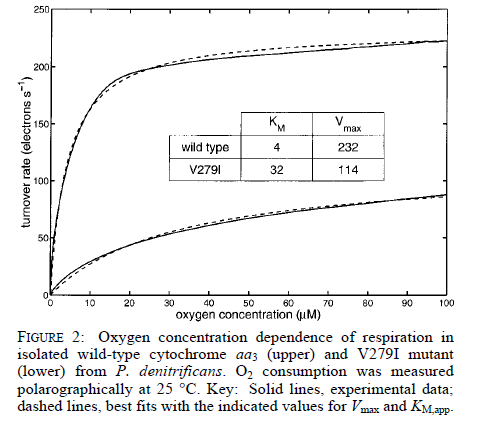 250
200
150
100
50
0
turnover rate (electrons s⁻¹)
K_M V_max
wild type 4 232
V279I 32 114
0 10 20 30 40 50 60 70 80 90 100
oxygen concentration (μM)
FIGURE 2: Oxygen concentration dependence of respiration in
isolated wild-type cytochrome aa₃ (upper) and V279I mutant
(lower) from P. denitrificans. O₂ consumption was measured
polarographically at 25 °C. Key: Solid lines, experimental data;
dashed lines, best fits with the indicated values for V_max and K_M,app.